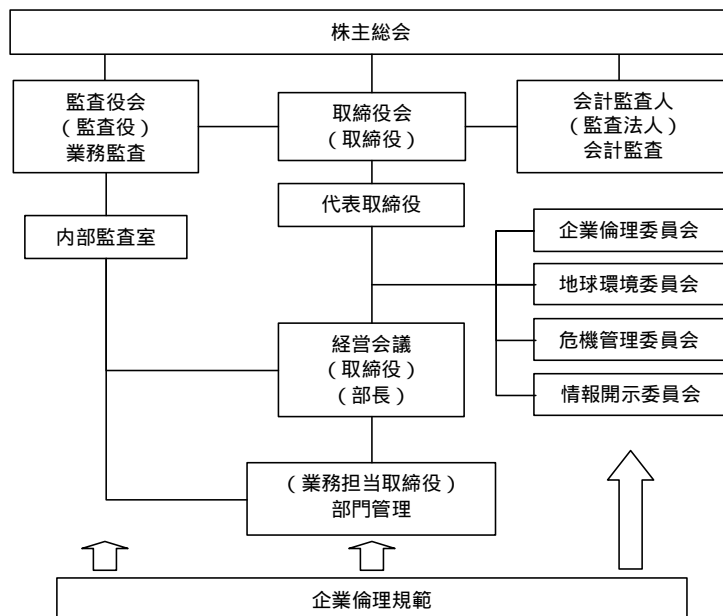 株主総会
監査役会
（監査役）
業務監査
取締役会
（取締役）
会計監査人
（監査法人）
会計監査
代表取締役
内部監査室
企業倫理委員会
地球環境委員会
危機管理委員会
情報開示委員会
経営会議
（取締役）
（部長）
（業務担当取締役）
部門管理
企業倫理規範